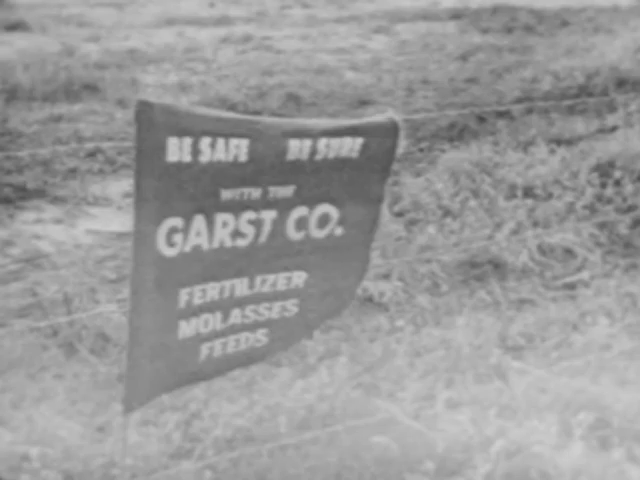 BE SAFE BE SURE
WITH THE
GARST CO.
FERTILIZER
MOLASSES
FEEDS